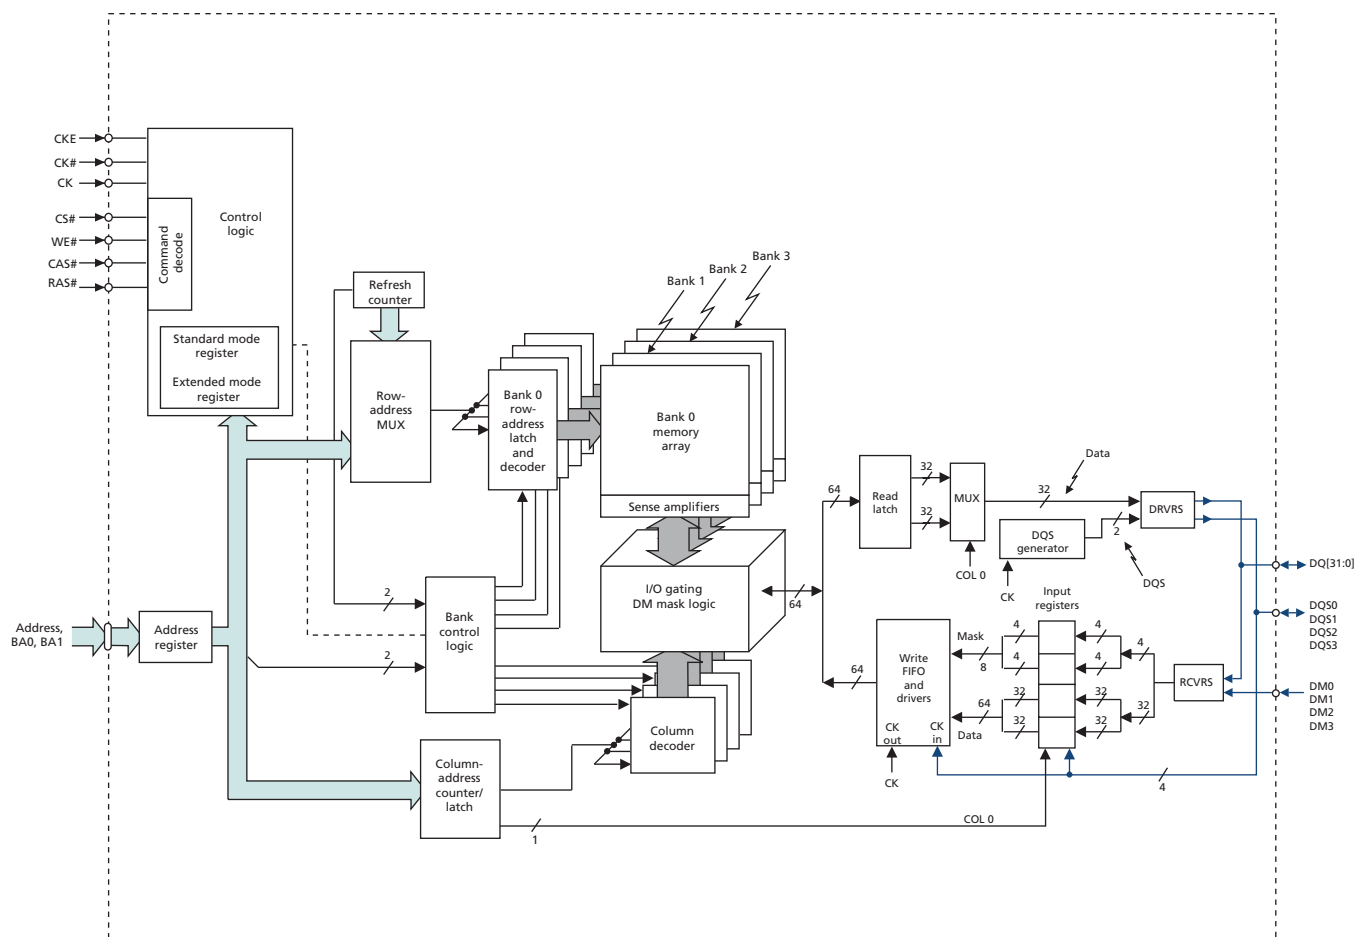 CKE
CK#
CK
CS#
WE#
CAS#
RAS#
Command
decode
Control
logic
Standard mode
register
Extended mode
register
Refresh
counter
Row-
address
MUX
Bank 0
row-
address
latch
and
decoder
Bank 1
Bank 2
Bank 3
Bank 0
memory
array
Sense amplifiers
I/O gating
DM mask logic
Address,
BA0, BA1
Address
register
2
2
Bank
control
logic
Column
decoder
Column-
address
counter/
latch
1
COL 0
64
64
64
Read
latch
32
32
MUX
COL 0
32
Data
DQS
generator
CK
2
DQS
DRVRS
DQ[31:0]
DQS0
DQS1
DQS2
DQS3
DM0
DM1
DM2
DM3
RCVRS
Input
registers
Write
FIFO
and
drivers
CK
out
CK
in
CK
Mask
8
64
Data
4
4
32
32
4
4
32
32
4
32
4